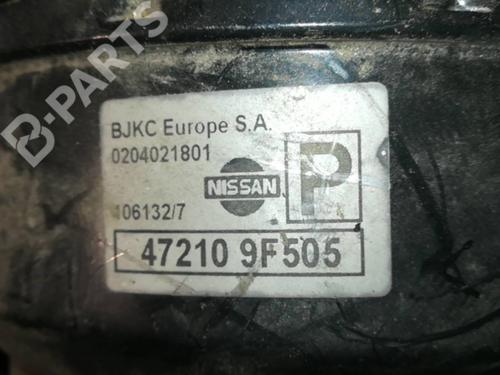 B-PARTS
BJKC Europe S.A.
0204021801
NISSAN
P
106132/7
47210 9F505